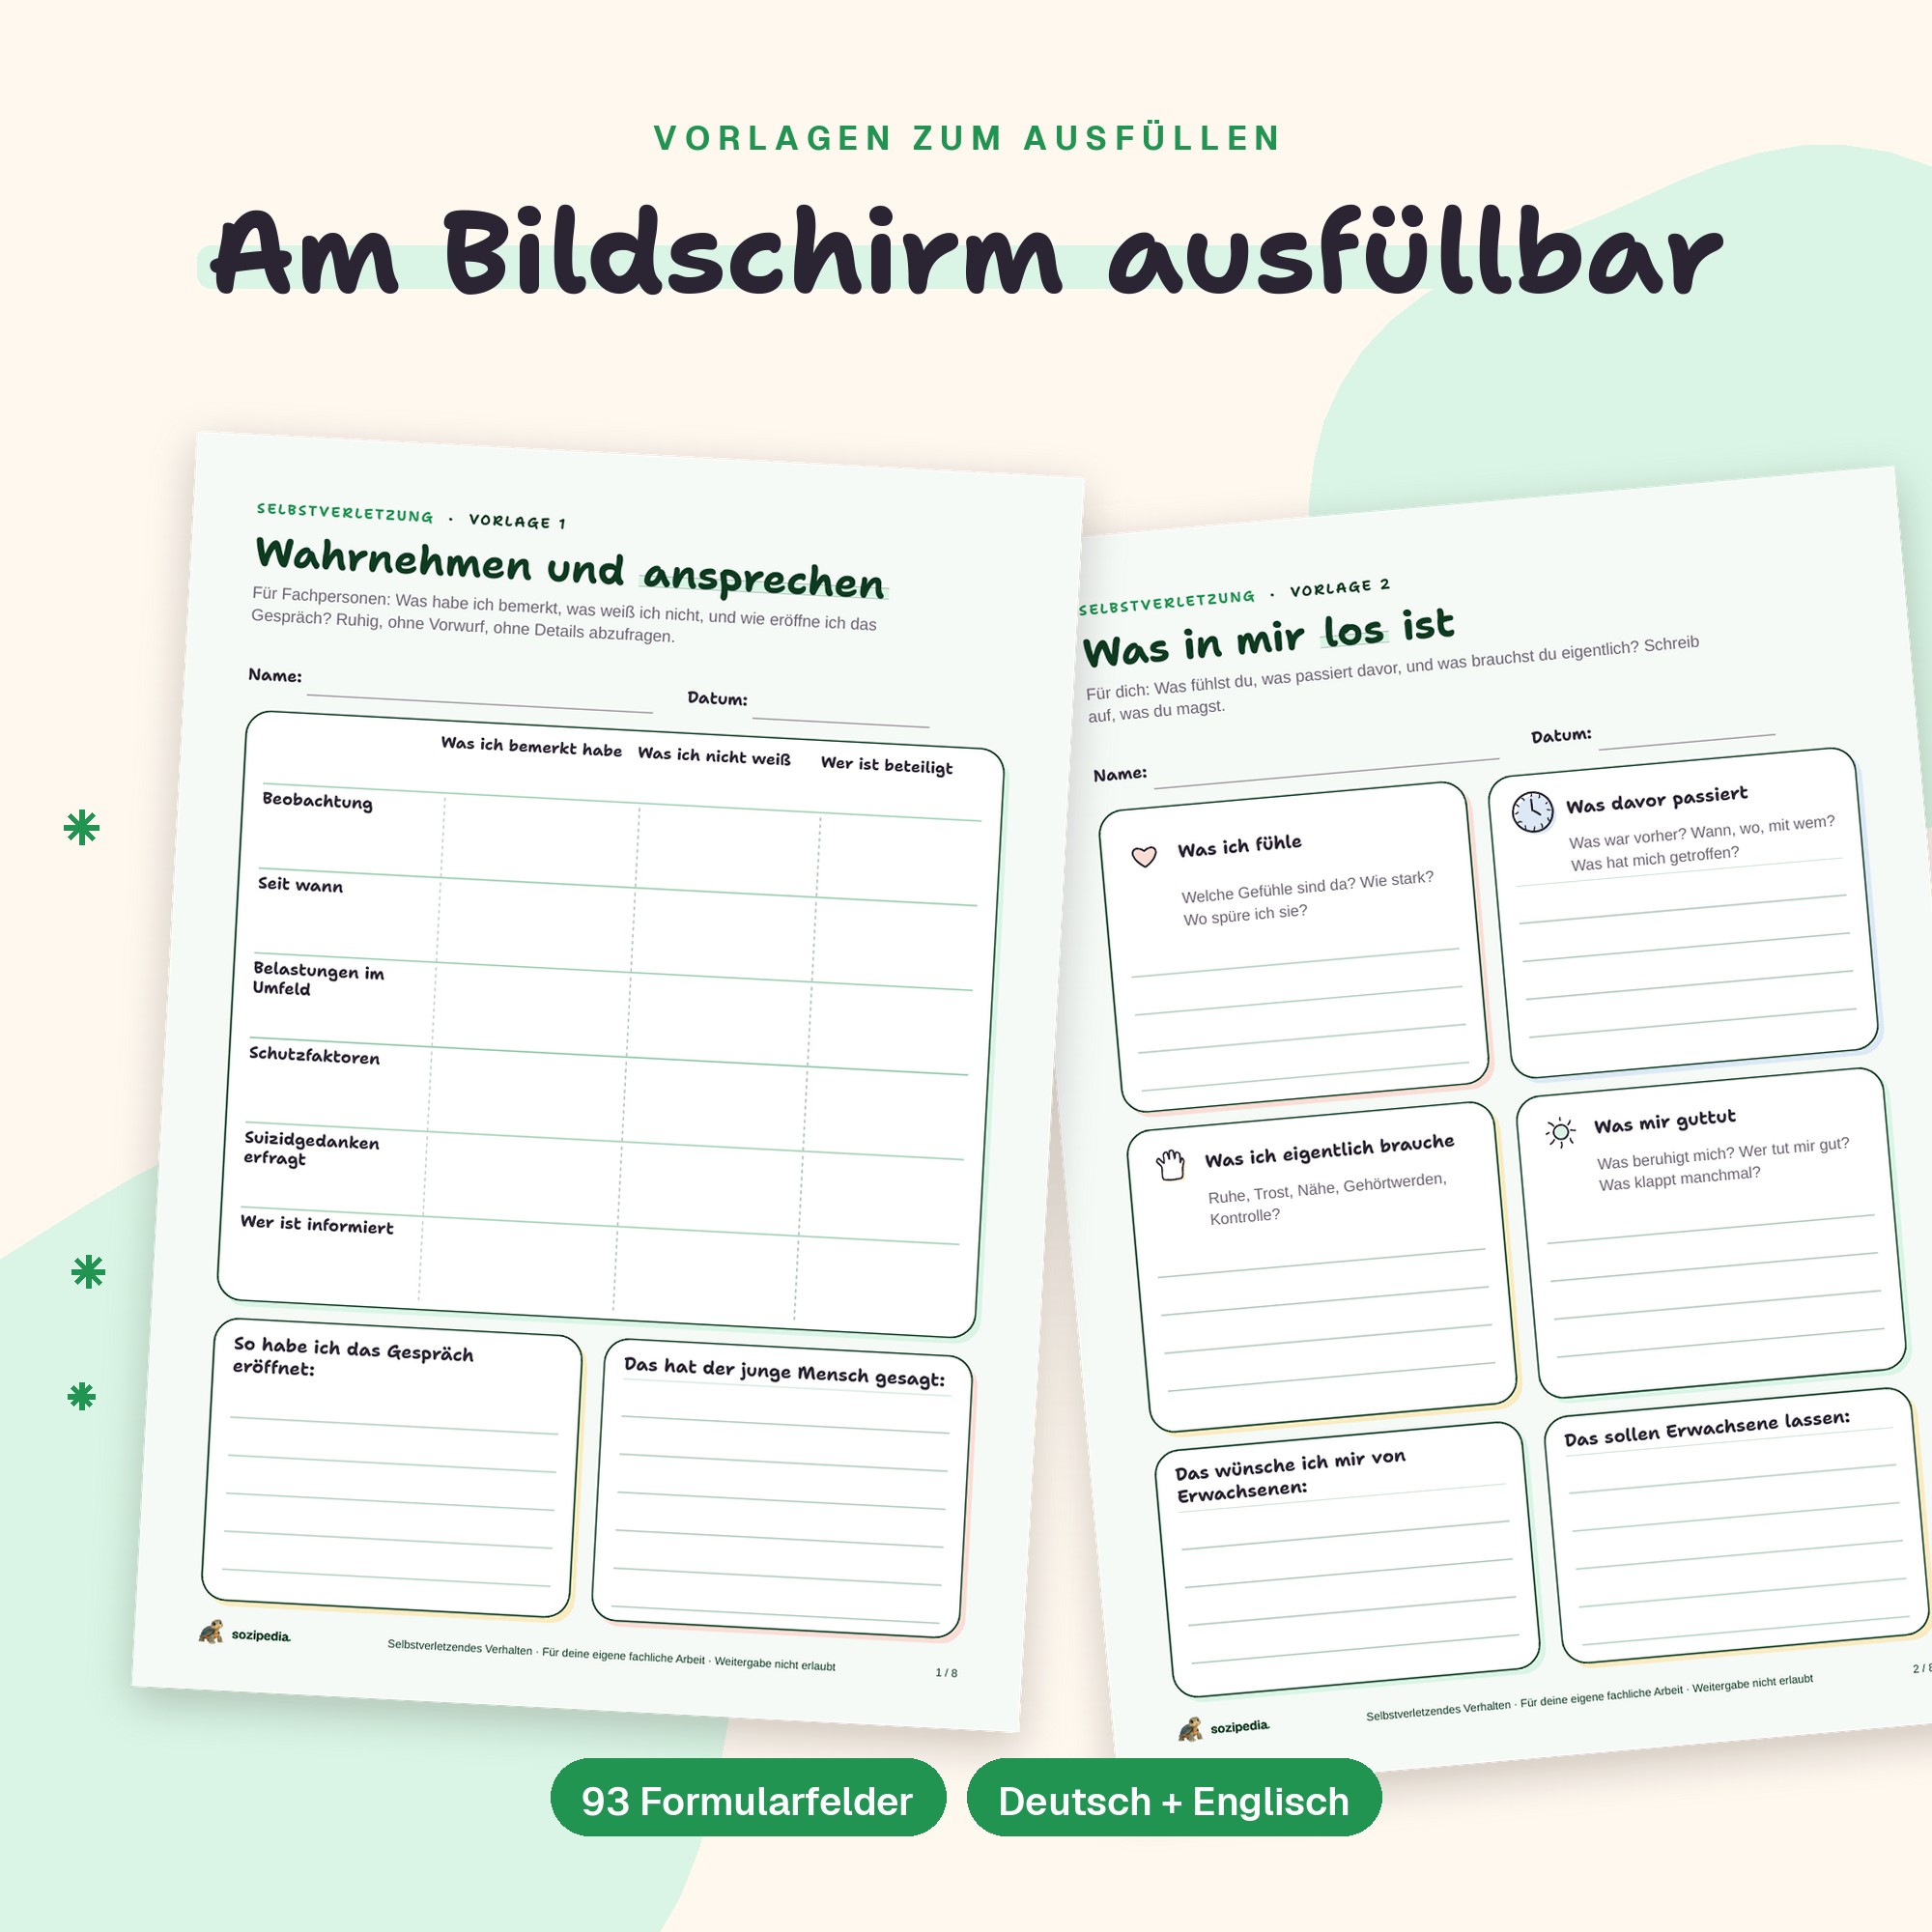 VORLAGEN ZUM AUSFÜLLEN
Am Bildschirm ausfüllbar
SELBSTVERLETZUNG · VORLAGE 1
Wahrnehmen und ansprechen
Für Fachpersonen: Was habe ich bemerkt, was weiß ich nicht, und wie eröffne ich das
Gespräch? Ruhig, ohne Vorwurf, ohne Details abzufragen.
Name:
Datum:
Was ich bemerkt habe
Was ich nicht weiß
Wer ist beteiligt
Beobachtung
Seit wann
Belastungen im
Umfeld
Schutzfaktoren
Suizidgedanken
erfragt
Wer ist informiert
So habe ich das Gespräch
eröffnet:
Das hat der junge Mensch gesagt:
sozipedia.
Selbstverletzendes Verhalten · Für deine eigene fachliche Arbeit · Weitergabe nicht erlaubt
1 / 8
SELBSTVERLETZUNG · VORLAGE 2
Was in mir los ist
Für dich: Was fühlst du, was passiert davor, und was brauchst du eigentlich? Schreib
auf, was du magst.
Name:
Datum:
Was ich fühle
Welche Gefühle sind da? Wie stark?
Wo spüre ich sie?
Was davor passiert
Was war vorher? Wann, wo, mit wem?
Was hat mich getroffen?
Was ich eigentlich brauche
Ruhe, Trost, Nähe, Gehörtwerden,
Kontrolle?
Was mir guttut
Was beruhigt mich? Wer tut mir gut?
Was klappt manchmal?
Das wünsche ich mir von
Erwachsenen:
Das sollen Erwachsene lassen:
sozipedia.
Selbstverletzendes Verhalten · Für deine eigene fachliche Arbeit · Weitergabe nicht erlaubt
2 / 8
93 Formularfelder
Deutsch + Englisch